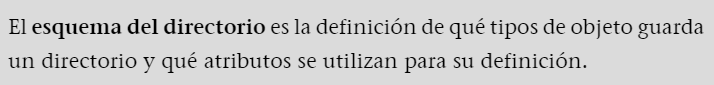 El esquema del directorio es la definición de qué tipos de objeto guarda
un directorio y qué atributos se utilizan para su definición.